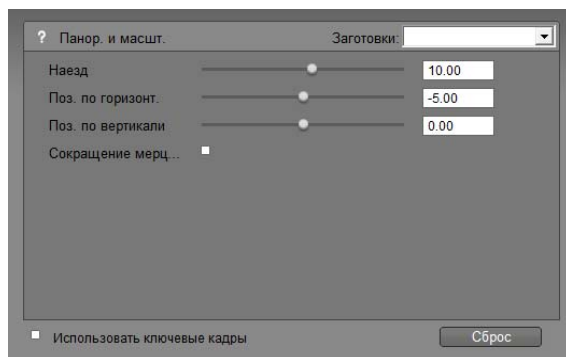 ? Панор. и масшт. Заготовки:
Наезд 10.00
Поз. по горизонт. -5.00
Поз. по вертикали 0.00
Сокращение мерц...
Использовать ключевые кадры Сброс